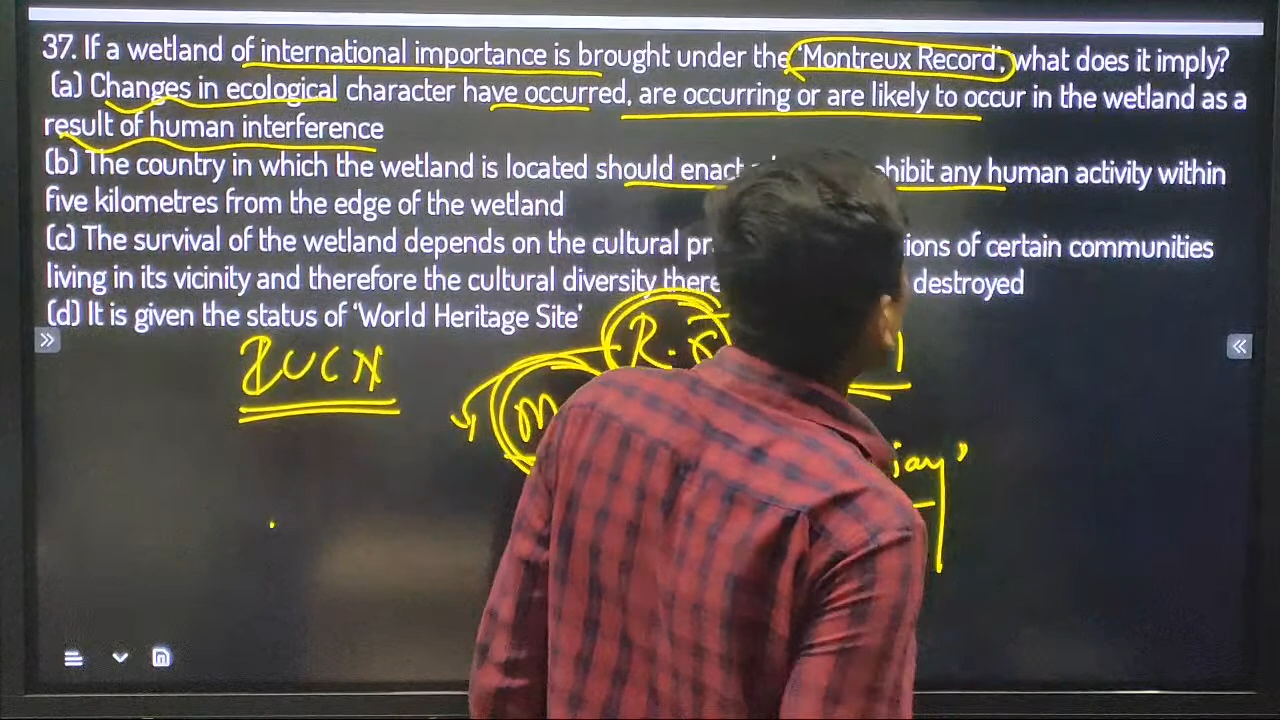 37. If a wetland of international importance is brought under the ‘Montreux Record’, what does it imply?
(a) Changes in ecological character have occurred, are occurring or are likely to occur in the wetland as a
result of human interference
(b) The country in which the wetland is located should enact any human activity within
five kilometres from the edge of the wetland
(c) The survival of the wetland depends on the cultural of certain communities
living in its vicinity and therefore the cultural diversity destroyed
(d) It is given the status of ‘World Heritage Site’
IUCN